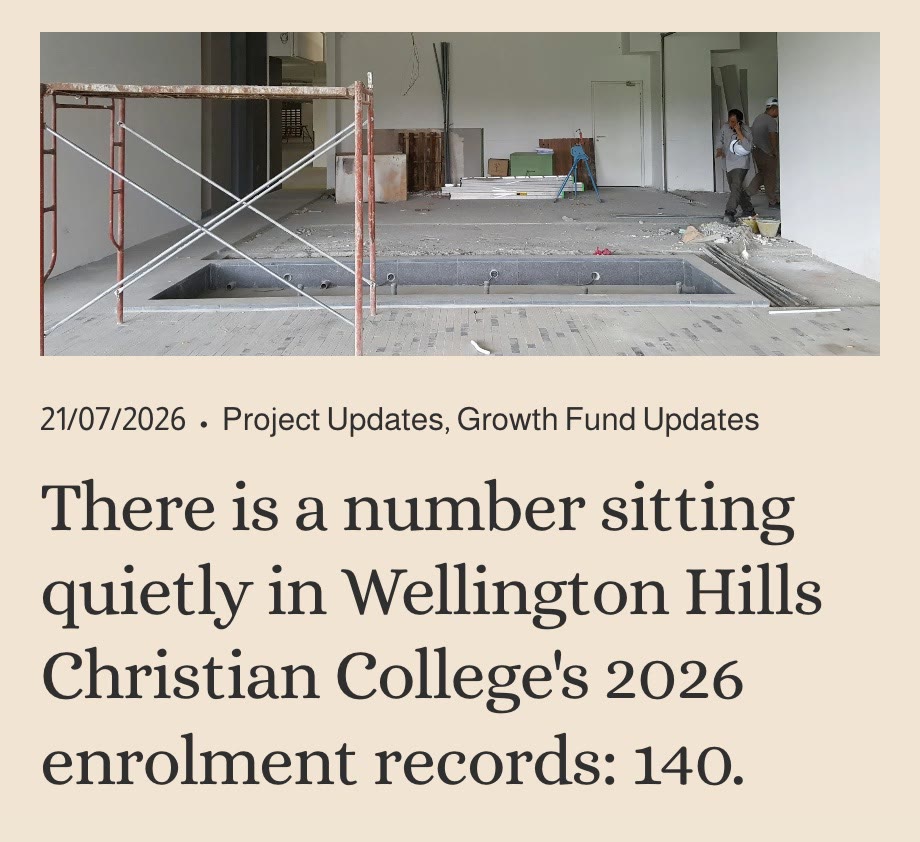 21/07/2026 • Project Updates, Growth Fund Updates
There is a number sitting
quietly in Wellington Hills
Christian College's 2026
enrolment records: 140.